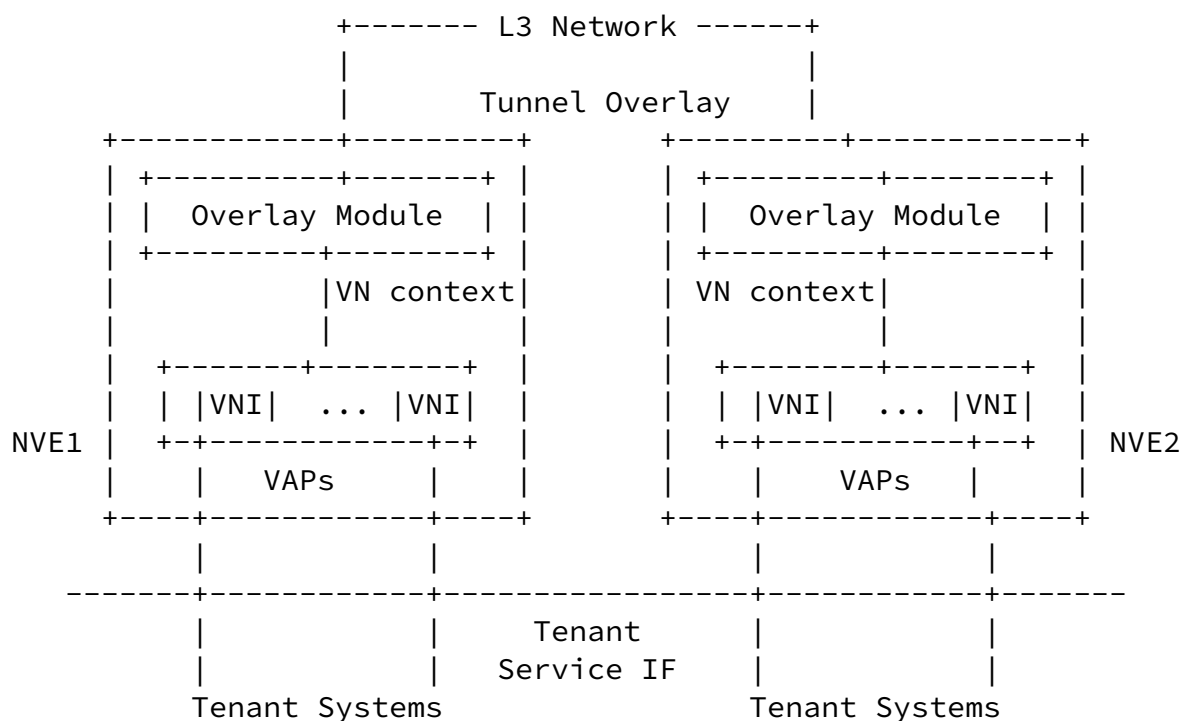 L3 Network
Tunnel Overlay
Overlay Module Overlay Module
VN context VN context
VNI ... VNI VNI ... VNI
NVE1 NVE2
VAPs VAPs
Tenant
Service IF
Tenant Systems Tenant Systems